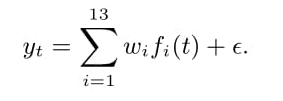 y_t = \sum_{i=1}^{13} w_i f_i(t) + \epsilon.